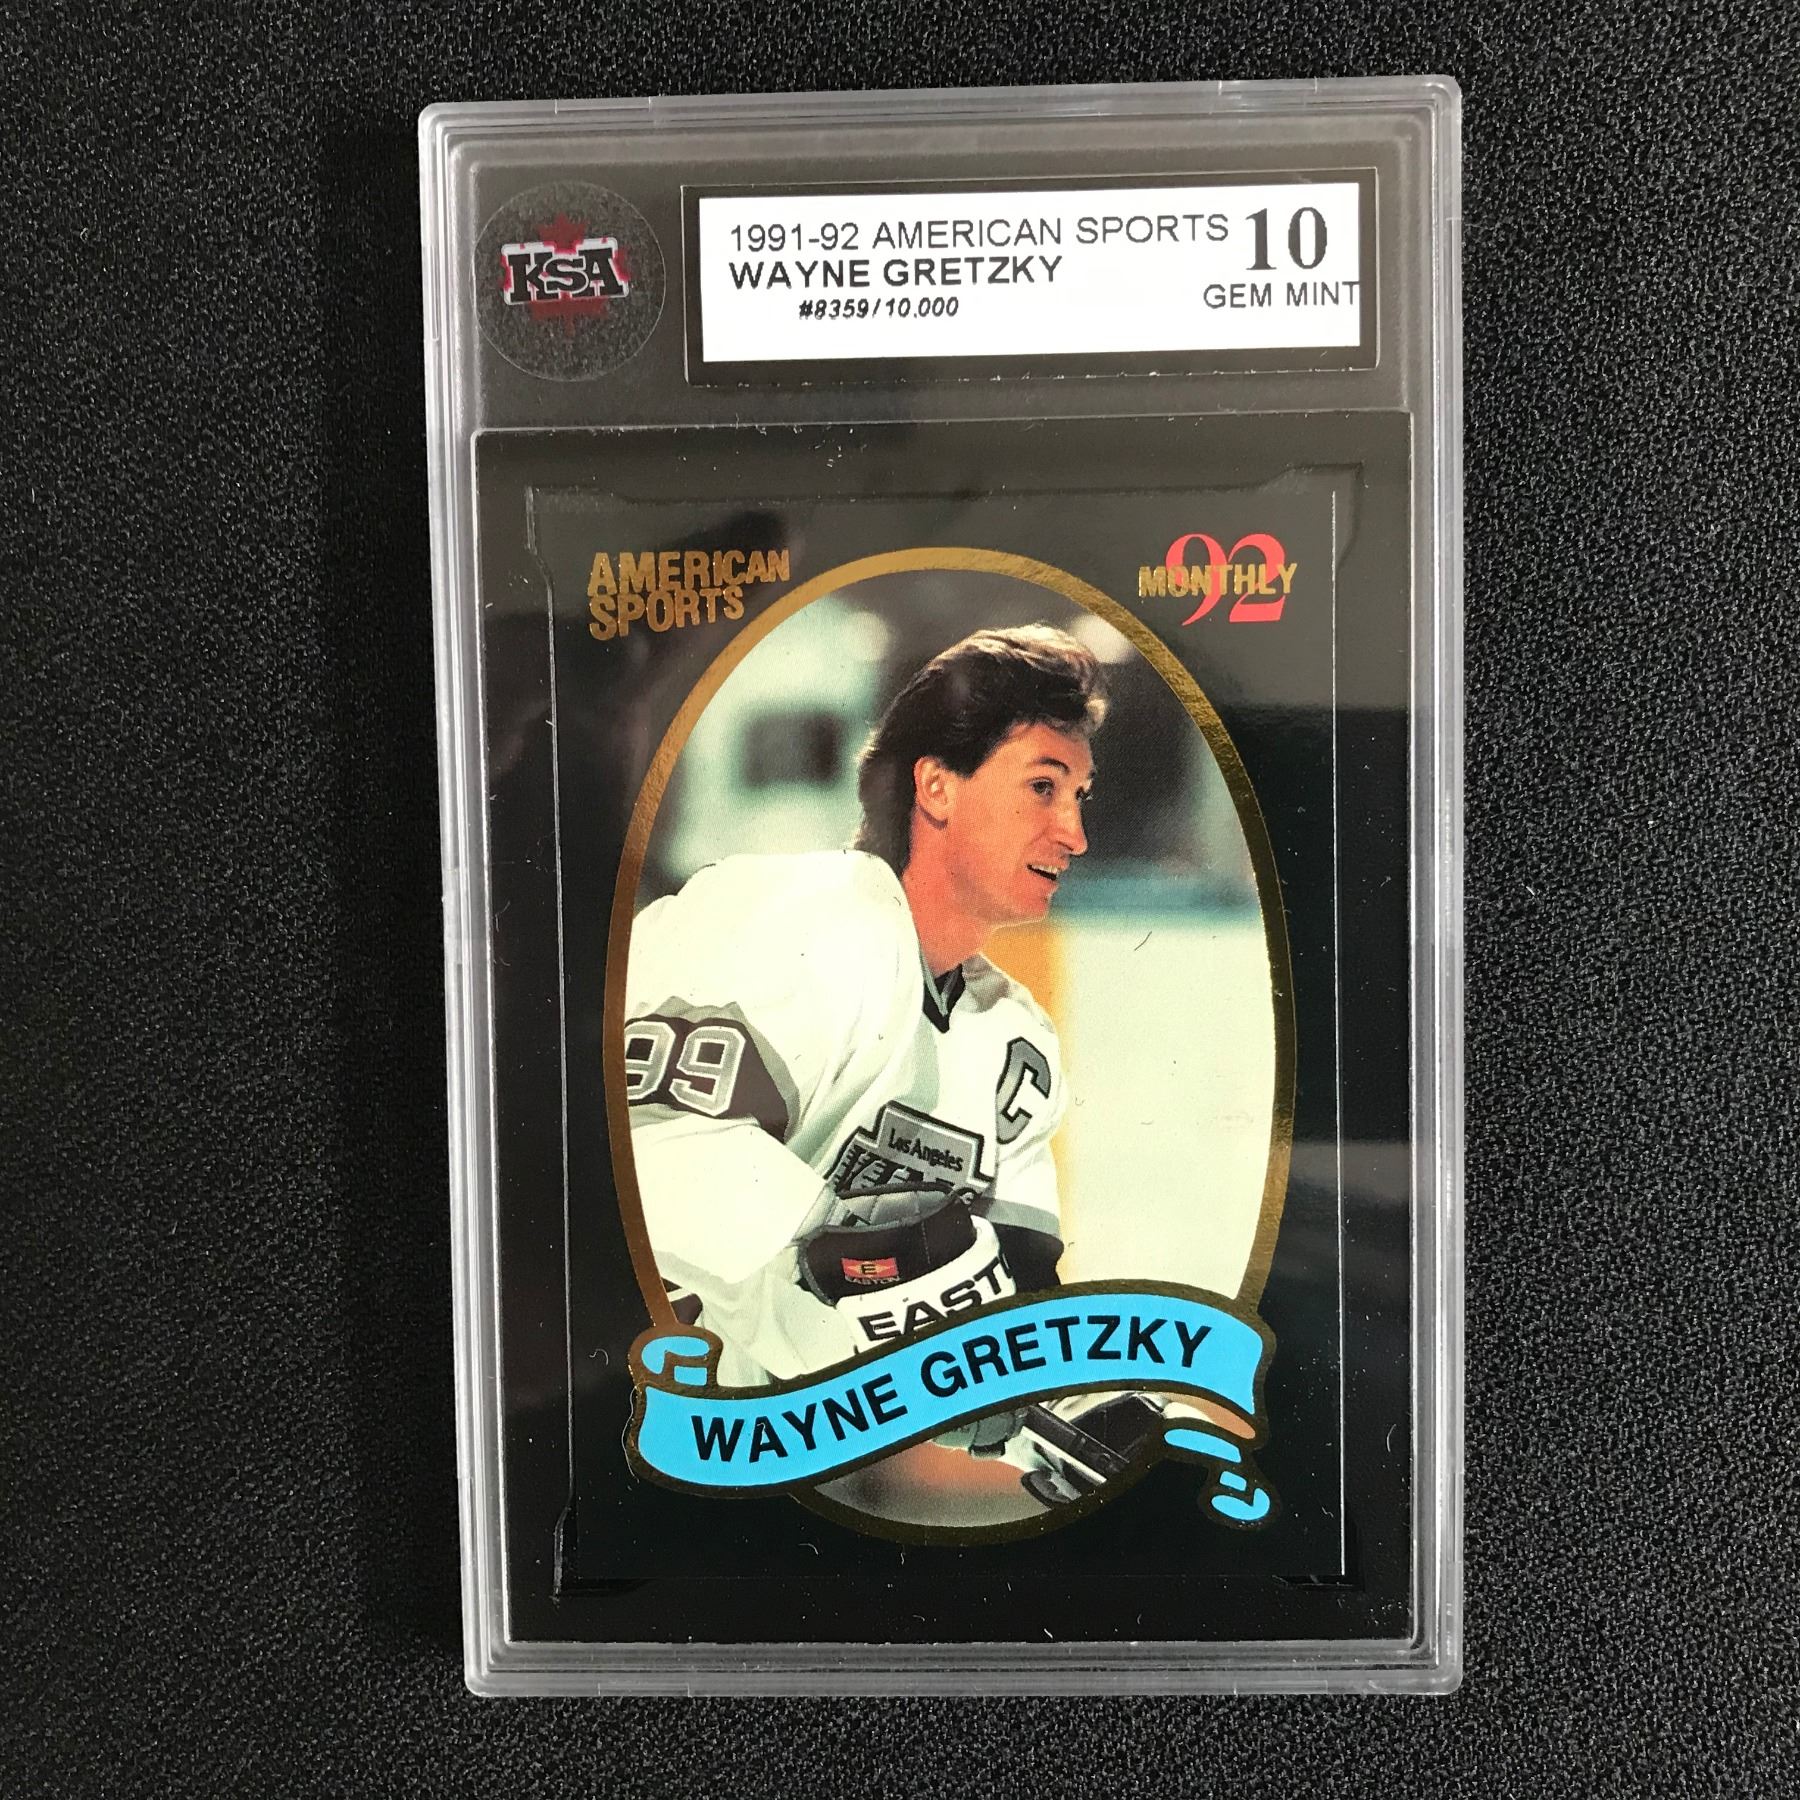 KSA
1991-92 AMERICAN SPORTS 10
WAYNE GRETZKY
#8359/10,000 GEM MINT
AMERICAN
SPORTS
92
MONTHLY
99
C
Los Angeles
E
EASTON
EAST
WAYNE GRETZKY